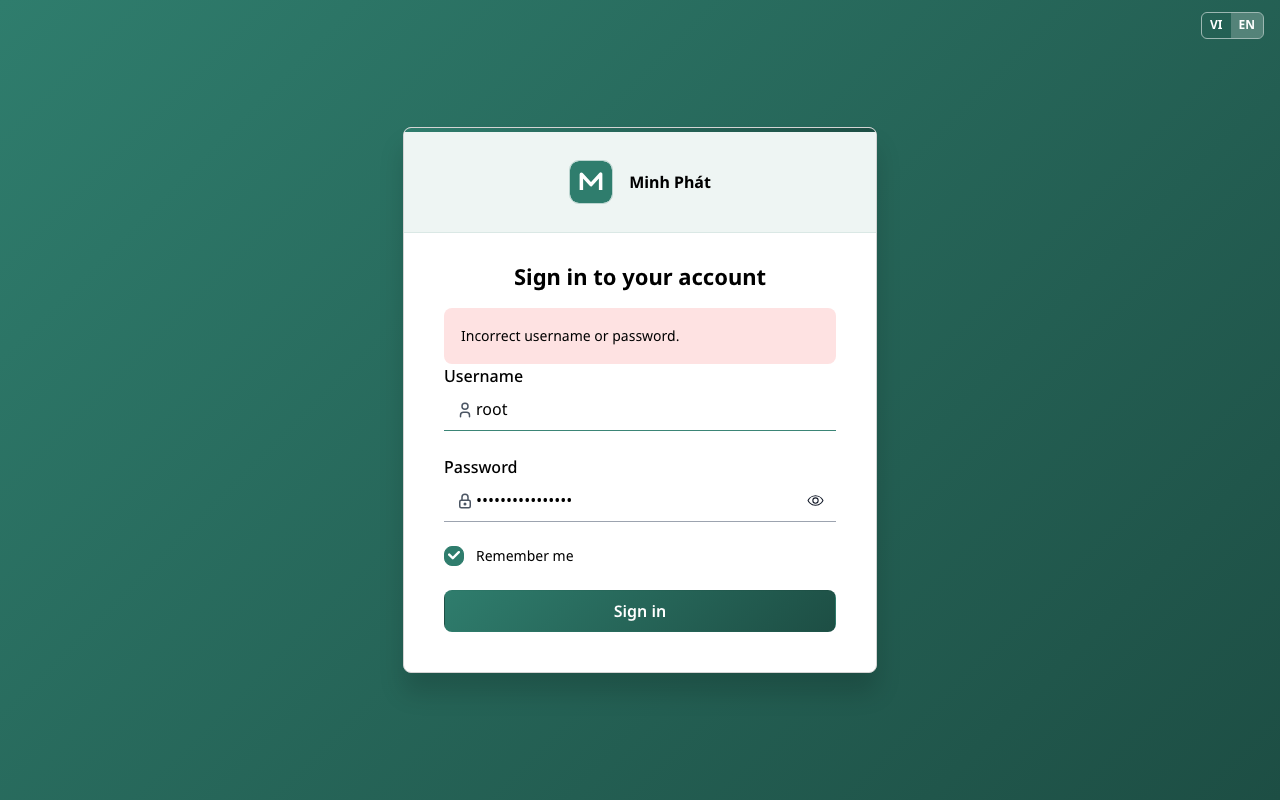 VI EN
Minh Phát
Sign in to your account
Incorrect username or password.
Username
root
Password
••••••••••••••••
Remember me
Sign in